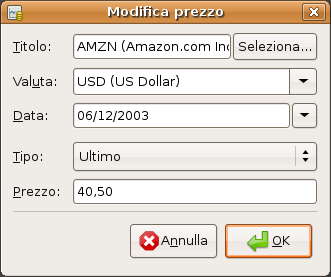 Modifica prezzo
Titolo: AMZN (Amazon.com Inc Seleziona...
Valuta: USD (US Dollar)
Data: 06/12/2003
Tipo: Ultimo
Prezzo: 40,50
Annulla OK